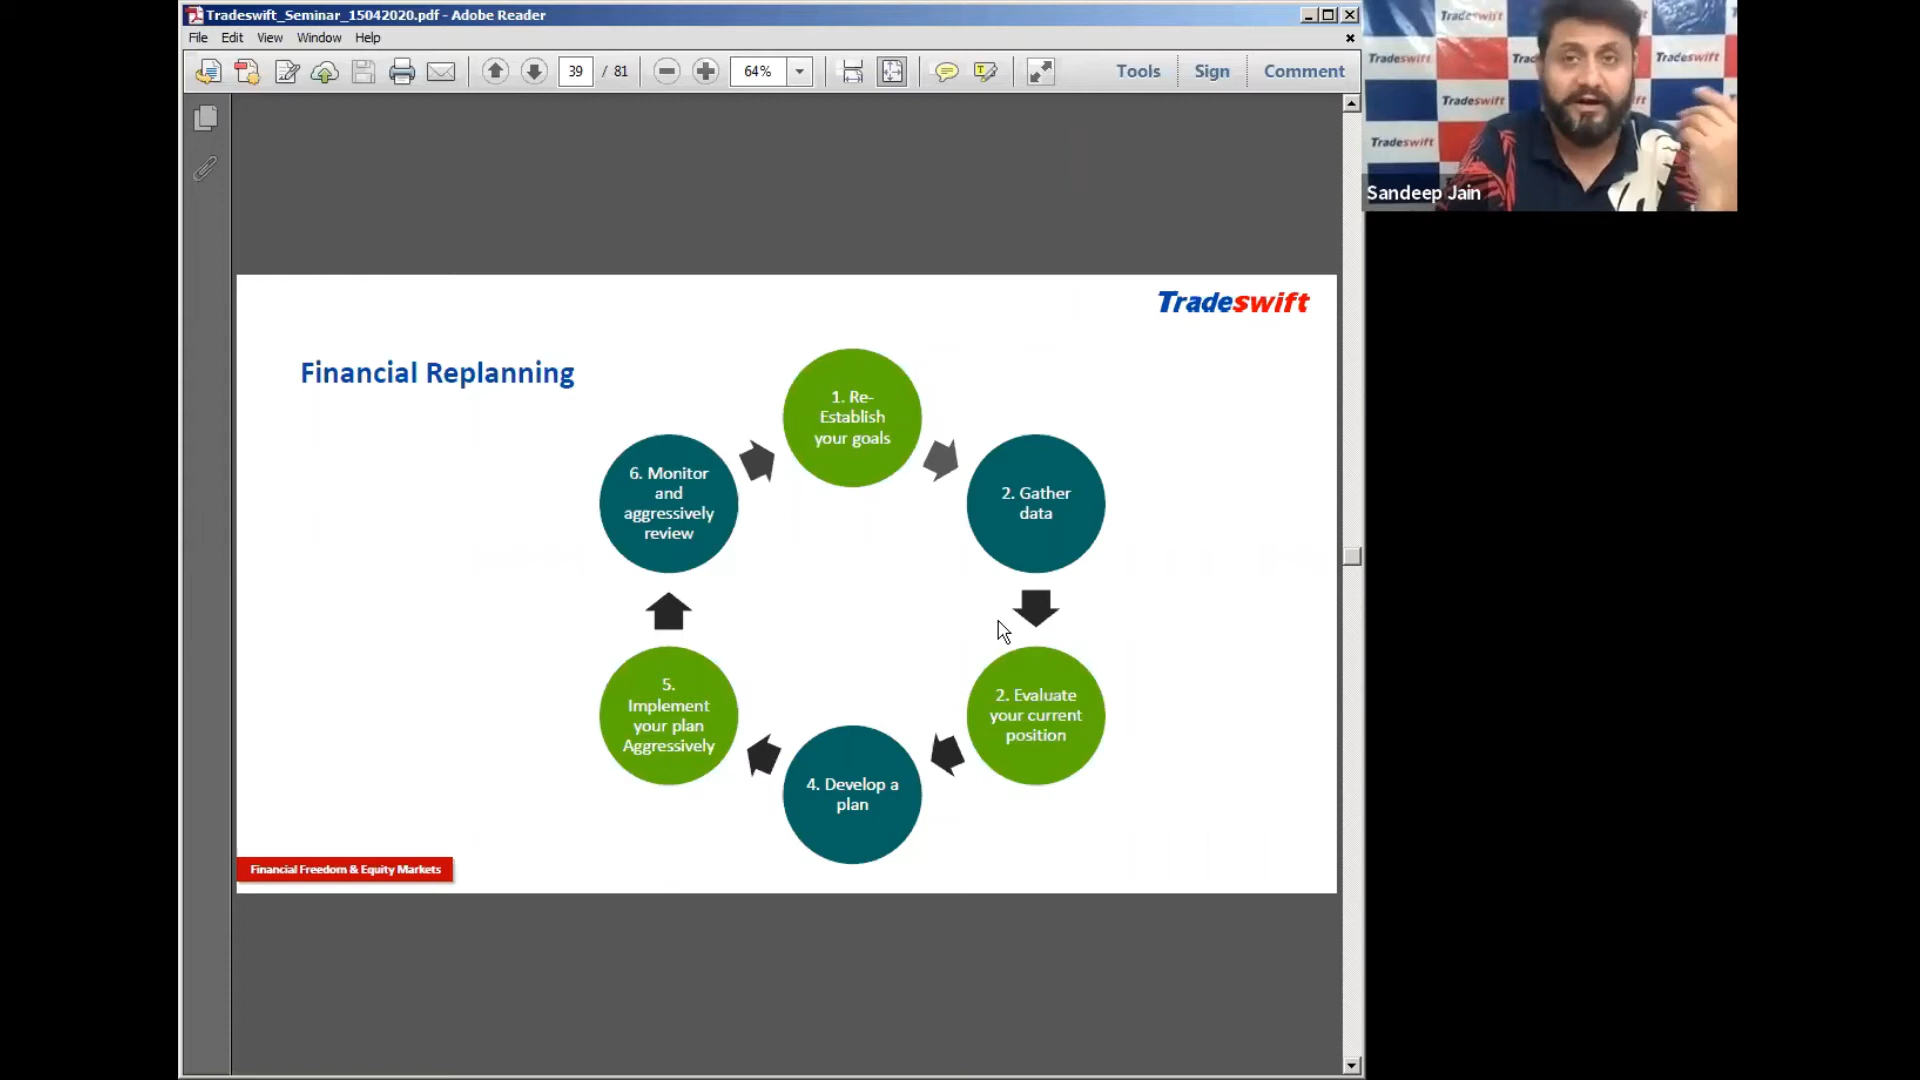 Tradeswift_Seminar_15042020.pdf - Adobe Reader
File Edit View Window Help
39 / 81
64%
Tools Sign Comment
Tradeswift
Tradeswift
Tradeswift
Tradeswift
Tradeswift
Sandeep Jain
Tradeswift
Financial Replanning
1. Re-
Establish
your goals
2. Gather
data
2. Evaluate
your current
position
4. Develop a
plan
5.
Implement
your plan
Aggressively
6. Monitor
and
aggressively
review
Financial Freedom & Equity Markets